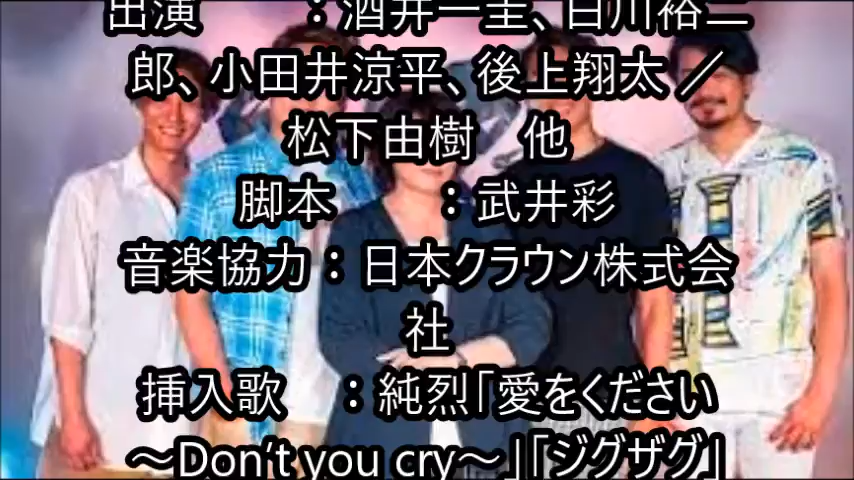 出演　　：酒井一圭、白川裕二
郎、小田井涼平、後上翔太／
松下由樹　他
脚本　　：武井彩
音楽協力：日本クラウン株式会
社
挿入歌　：純烈「愛をください
～Don't you cry～」「ジグザグ」